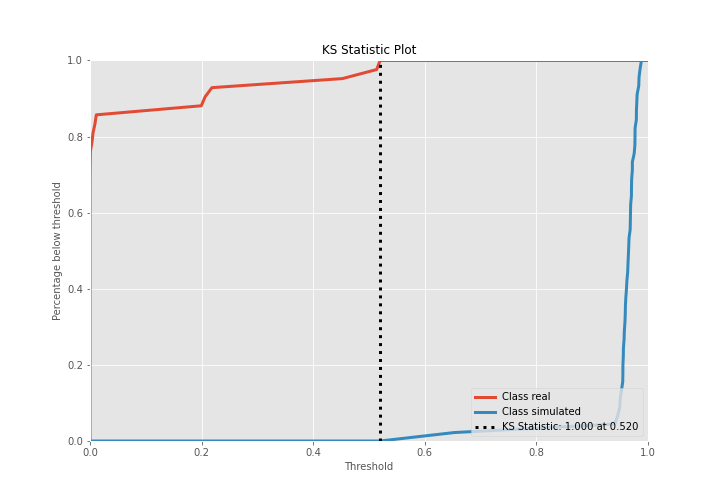 KS Statistic Plot
1.0
0.8
0.6
0.4
0.2
0.0
Percentage below threshold
0.0 0.2 0.4 0.6 0.8 1.0
Threshold
Class real
Class simulated
KS Statistic: 1.000 at 0.520